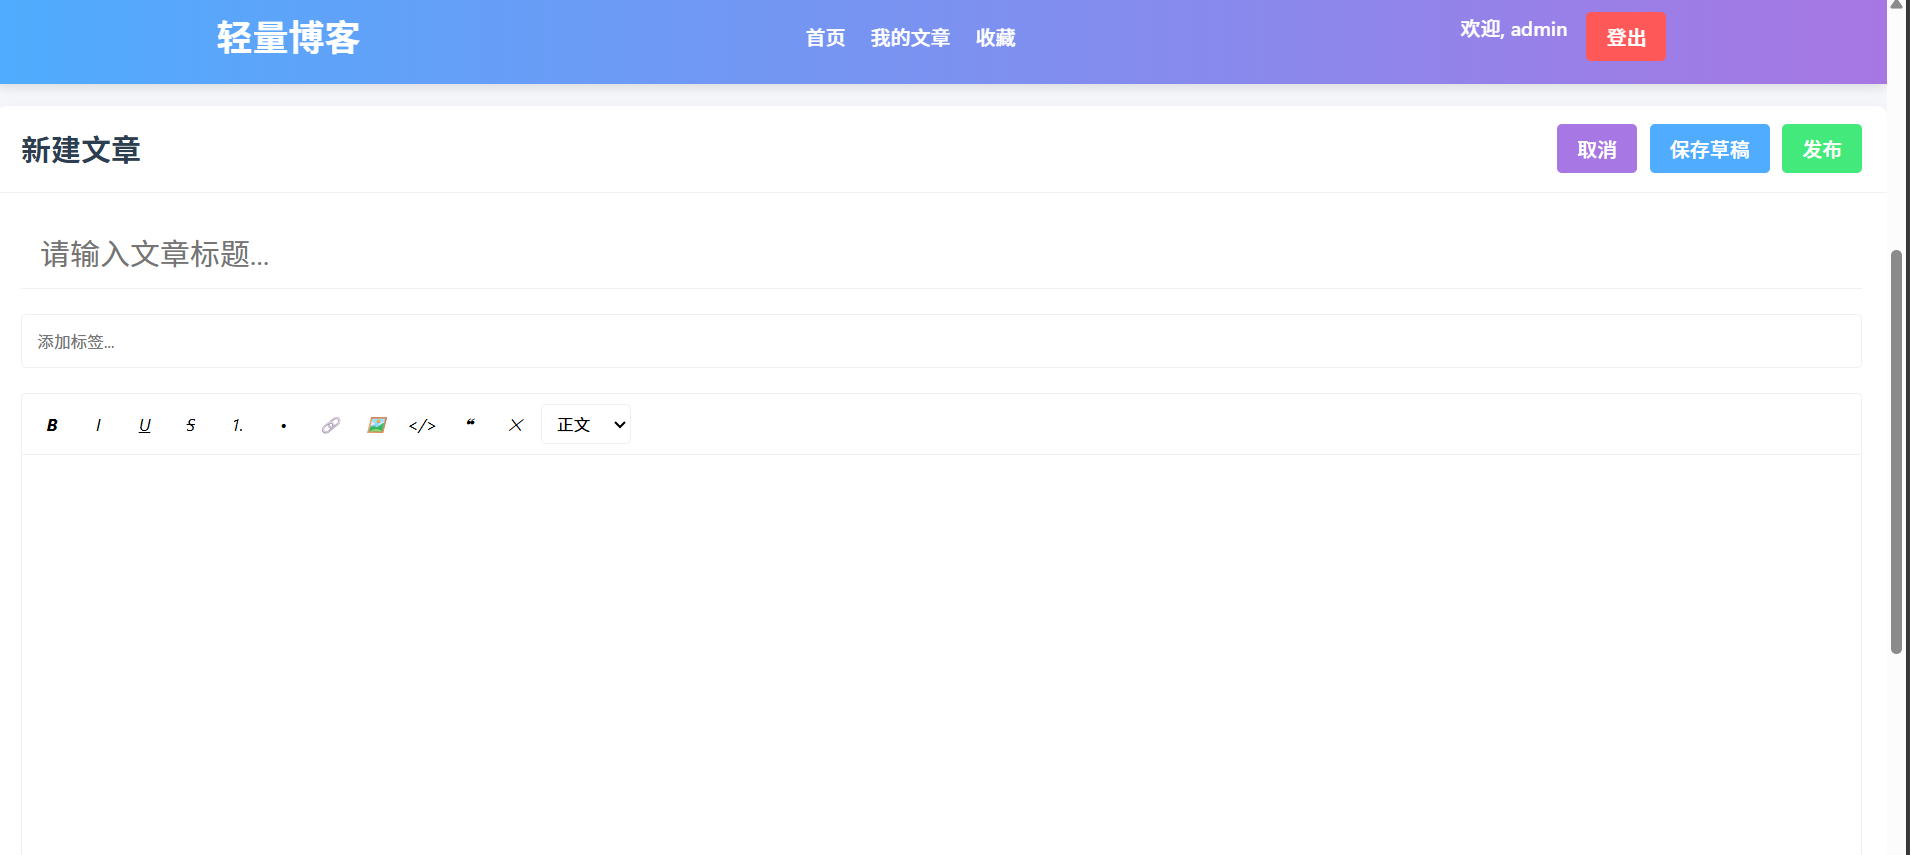 轻量博客 首页 我的文章 收藏 欢迎, admin 登出
新建文章 取消 保存草稿 发布
请输入文章标题...
添加标签...
B I U S 1. • 🔗 🖼️ </> ❝ ✕ 正文